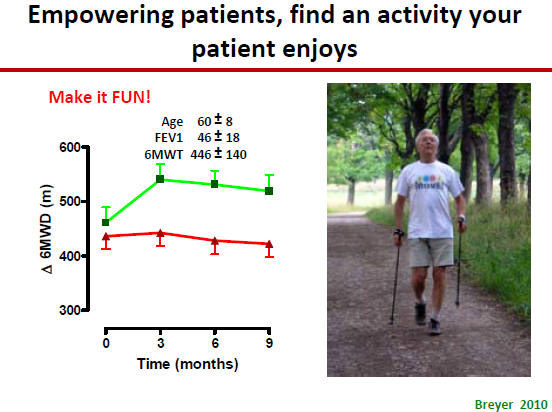 Empowering patients, find an activity your
patient enjoys
Make it FUN!
Age 60 ± 8
FEV1 46 ± 18
6MWT 446 ± 140
600
500
400
300
Δ 6MWD (m)
0 3 6 9
Time (months)
Breyer 2010